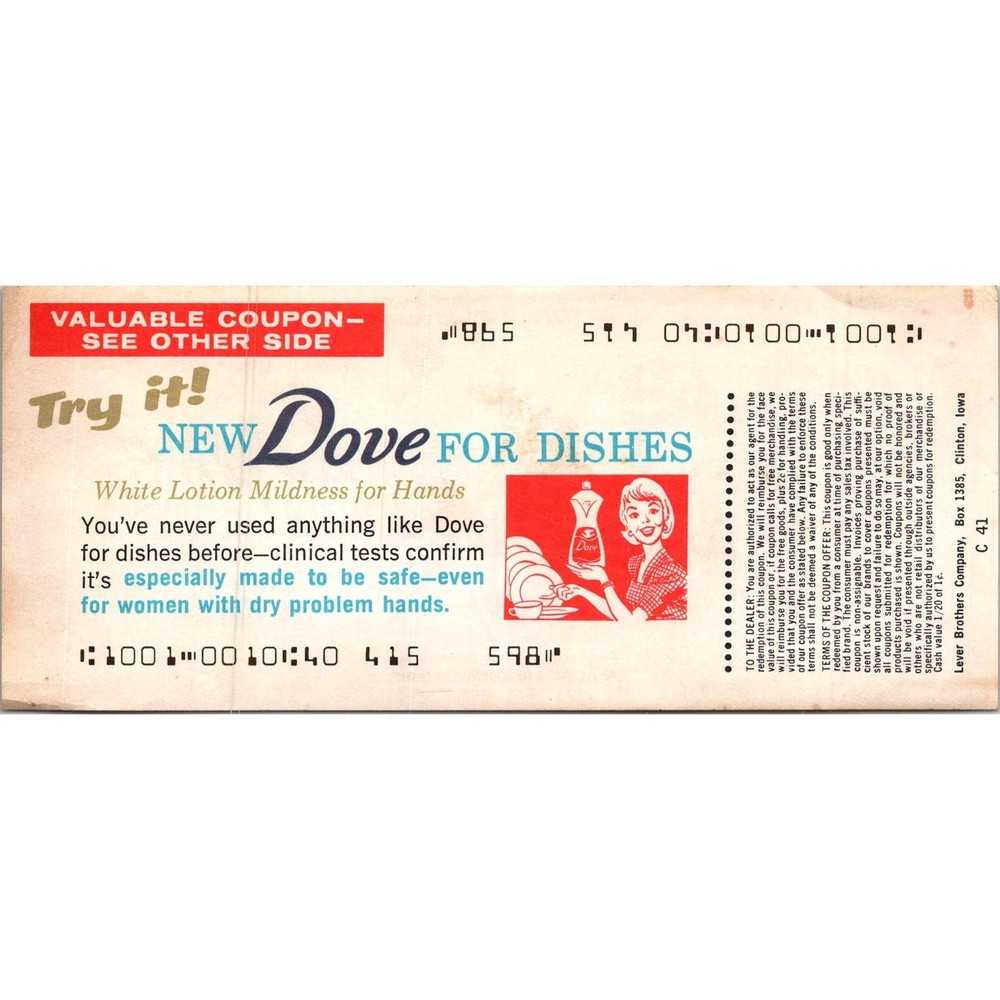 VALUABLE COUPON—
SEE OTHER SIDE
Try it!
NEW Dove FOR DISHES
White Lotion Mildness for Hands
You've never used anything like Dove
for dishes before—clinical tests confirm
it's especially made to be safe—even
for women with dry problem hands.
Dove
⑆1001⑉0010⑆40 415 598⑈
⑆1001⑉0010⑆40 415 598⑈
TO THE DEALER: You are authorized to act as our agent for the
redemption of this coupon. We will reimburse you for the face
value of this coupon or, if coupon calls for free merchandise, we
will reimburse you for the free goods, plus 2c for handling, pro-
vided that you and the consumer have complied with the terms
of our coupon offer as stated below. Any failure to enforce these
terms shall not be deemed a waiver of any of the conditions.
TERMS OF THE COUPON OFFER: This coupon is good only when
redeemed by you from a consumer at time of purchasing speci-
fied brand. The consumer must pay any sales tax involved. This
coupon is non-assignable. Invoices proving purchase of suffi-
cient stock of our brands to cover coupons presented must be
shown upon request and failure to do so may, at our option, void
all coupons submitted for redemption for which no proof of
products purchased is shown. Coupons will not be honored and
will be void if presented through outside agencies, brokers or
others who are not retail distributors of our merchandise or
specifically authorized by us to present coupons for redemption.
Cash value 1/20 of 1c.
Lever Brothers Company, Box 1385, Clinton, Iowa
C 41